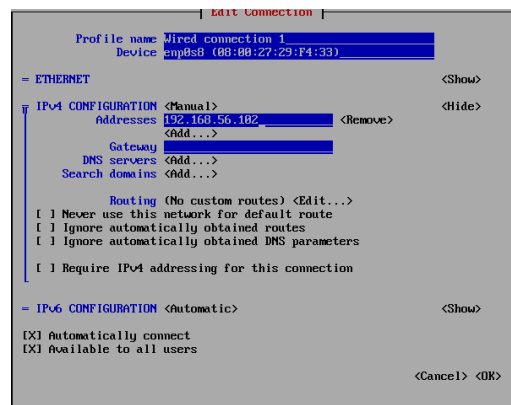 Edit Connection
Profile name Wired connection 1
Device enp0s8 (08:00:27:29:F4:33)
= ETHERNET <Show>
IPv4 CONFIGURATION <Manual> <Hide>
Addresses 192.168.56.102 <Remove>
<Add...>
Gateway
DNS servers <Add...>
Search domains <Add...>
Routing (No custom routes) <Edit...>
[ ] Never use this network for default route
[ ] Ignore automatically obtained routes
[ ] Ignore automatically obtained DNS parameters
[ ] Require IPv4 addressing for this connection
= IPv6 CONFIGURATION <Automatic> <Show>
[X] Automatically connect
[X] Available to all users
<Cancel> <OK>